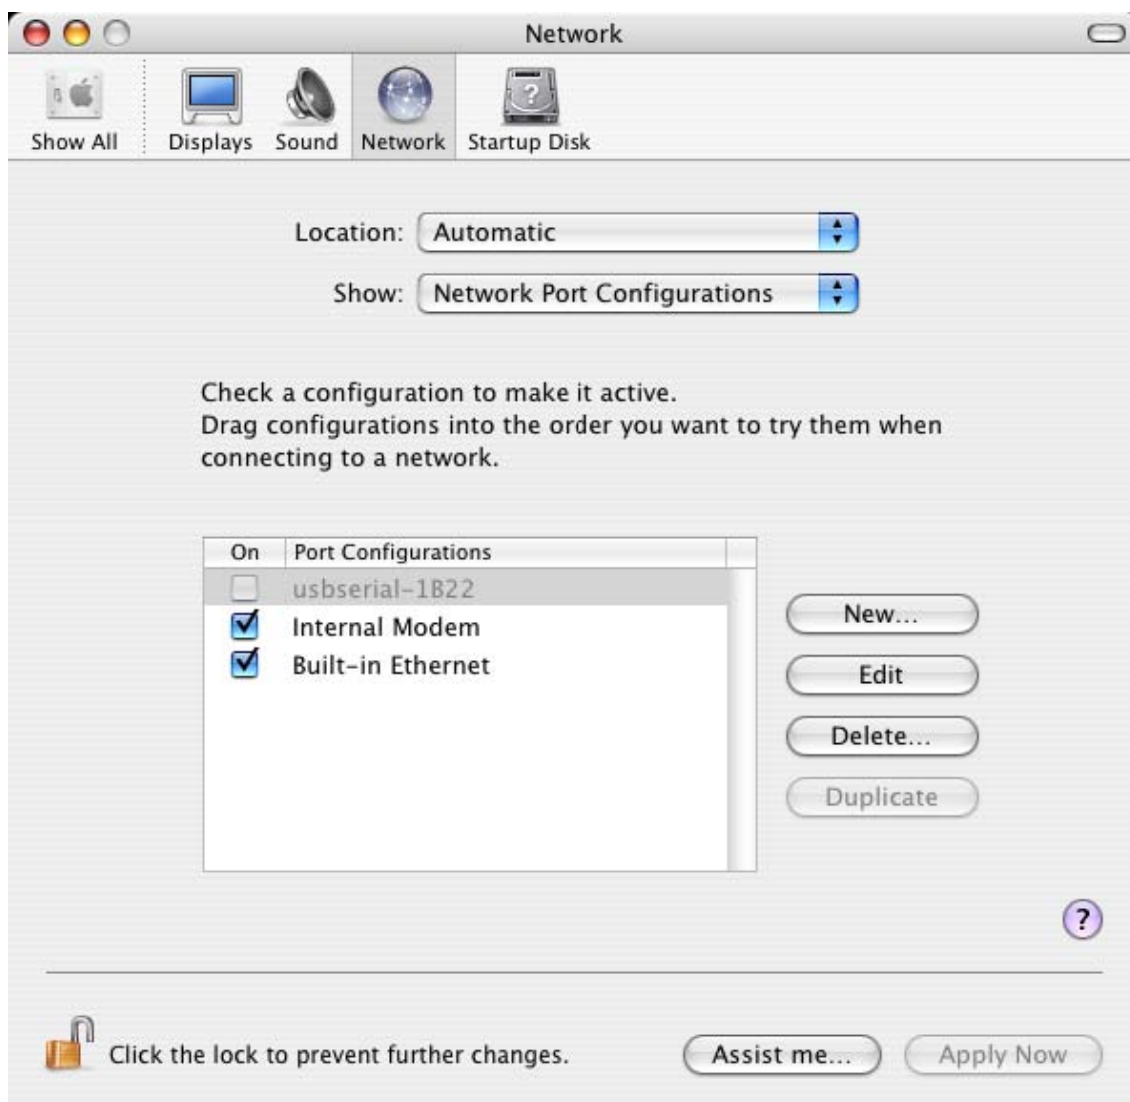 Network
Show All
Displays
Sound
Network
Startup Disk
Location: Automatic
Show: Network Port Configurations
Check a configuration to make it active.
Drag configurations into the order you want to try them when
connecting to a network.
On Port Configurations
usbserial-1B22
Internal Modem
Built-in Ethernet
New...
Edit
Delete...
Duplicate
?
Click the lock to prevent further changes.
Assist me...
Apply Now